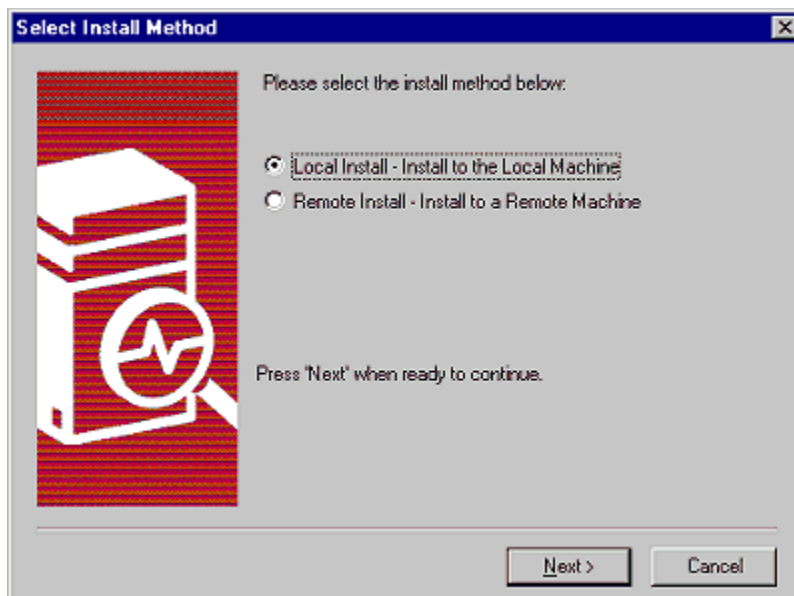 Select Install Method
Please select the install method below:
Local Install - Install to the Local Machine
Remote Install - Install to a Remote Machine
Press 'Next' when ready to continue.
Next >
Cancel